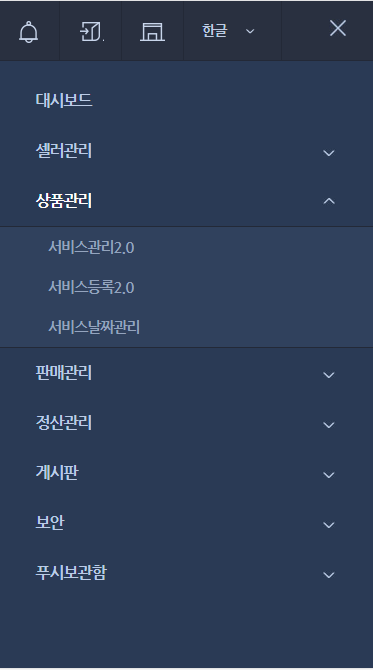 한글
대시보드
셀러관리
상품관리
서비스관리2.0
서비스등록2.0
서비스날짜관리
판매관리
정산관리
게시판
보안
푸시보관함